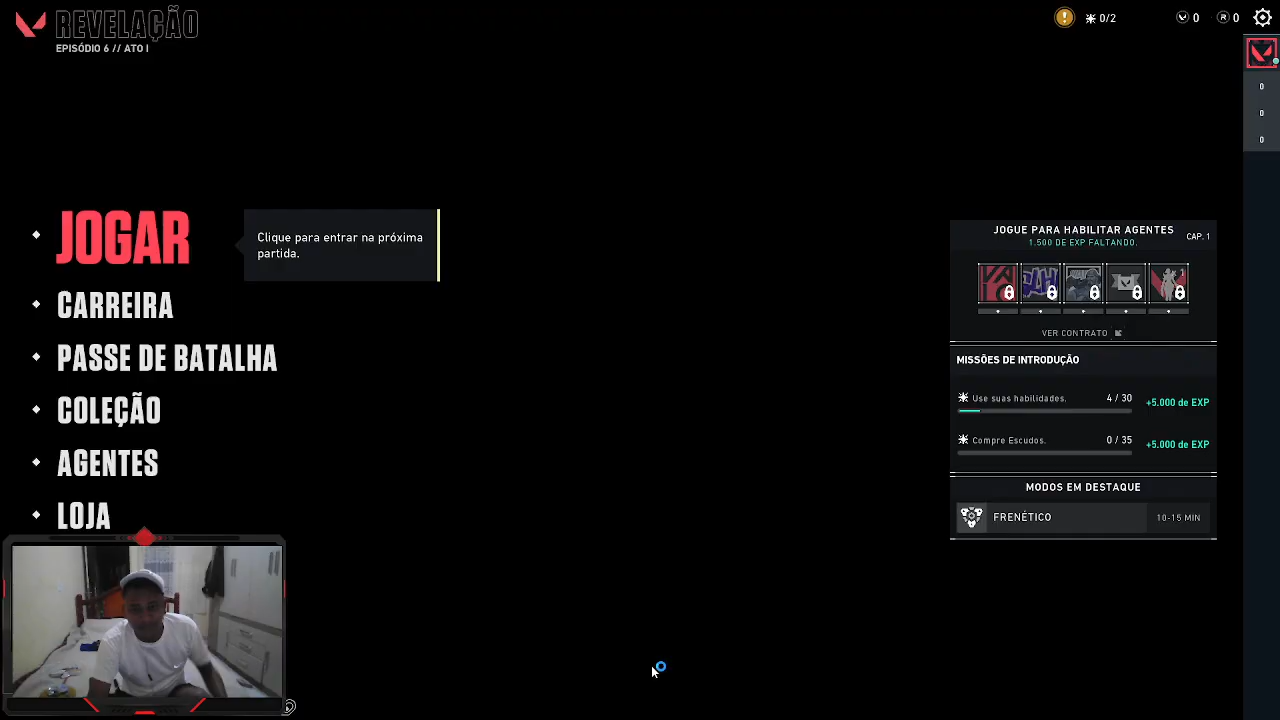 REVELAÇÃO
EPISÓDIO 6 // ATO I
0/2
0
R 0
0
0
0
JOGAR
Clique para entrar na próxima
partida.
CARREIRA
PASSE DE BATALHA
COLEÇÃO
AGENTES
LOJA
JOGUE PARA HABILITAR AGENTES
1.500 DE EXP FALTANDO.
CAP. 1
VER CONTRATO
MISSÕES DE INTRODUÇÃO
Use suas habilidades. 4 / 30
+5.000 de EXP
Compre Escudos. 0 / 35
+5.000 de EXP
MODOS EM DESTAQUE
FRENÉTICO 10-15 MIN